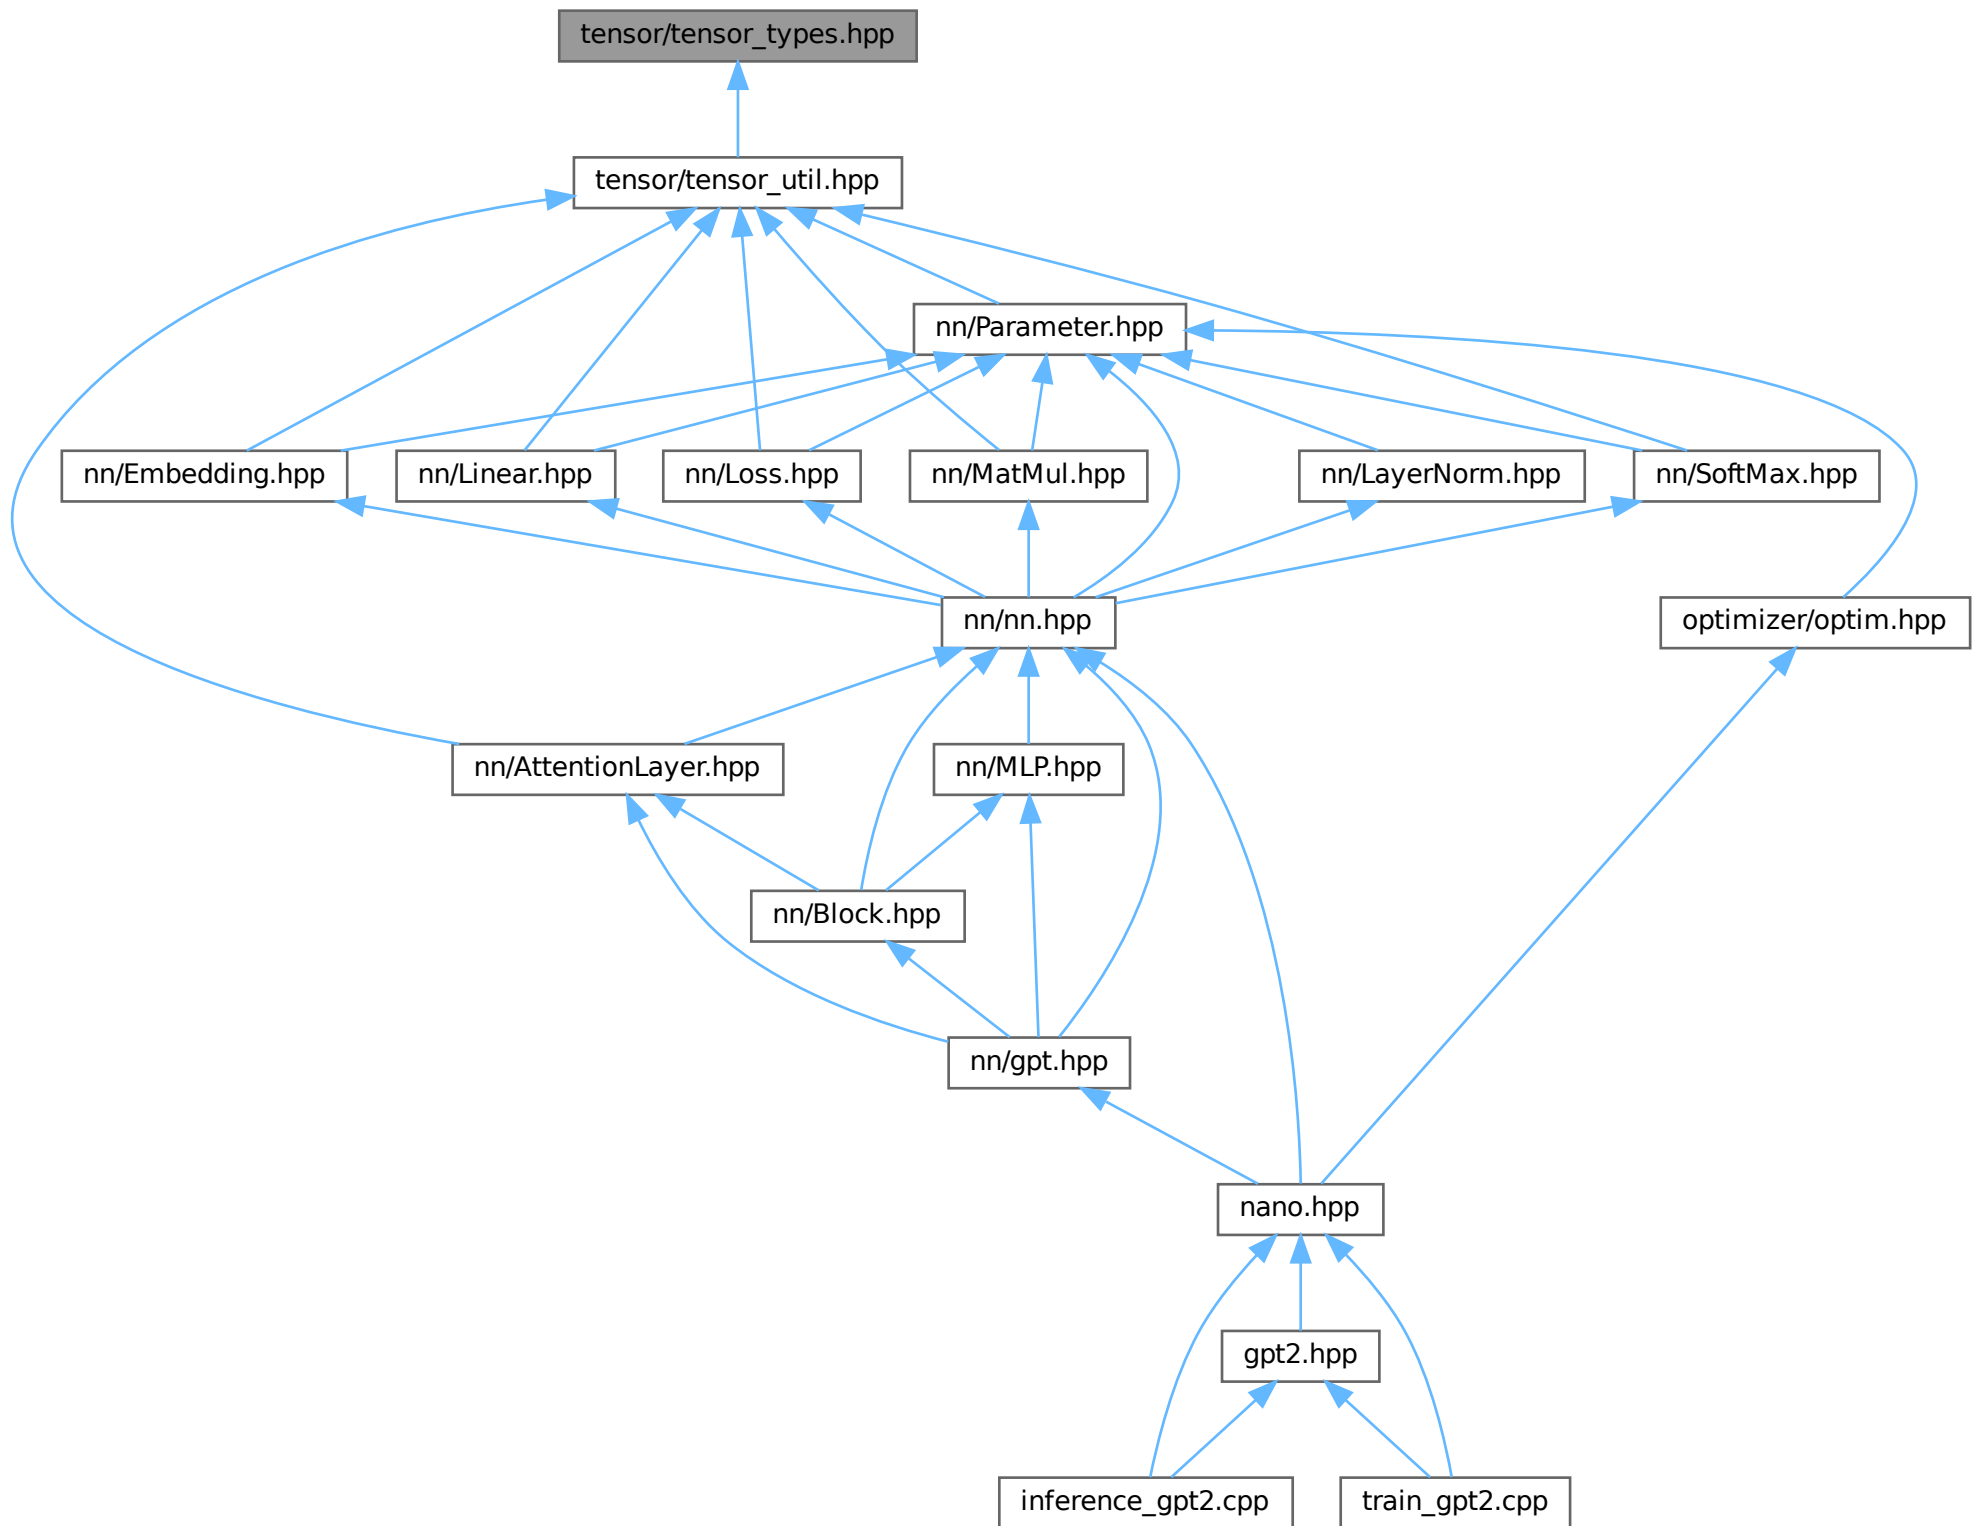 tensor/tensor_types.hpp
tensor/tensor_util.hpp
nn/Parameter.hpp
nn/Embedding.hpp
nn/Linear.hpp
nn/Loss.hpp
nn/MatMul.hpp
nn/LayerNorm.hpp
nn/SoftMax.hpp
nn/nn.hpp
optimizer/optim.hpp
nn/AttentionLayer.hpp
nn/MLP.hpp
nn/Block.hpp
nn/gpt.hpp
nano.hpp
gpt2.hpp
inference_gpt2.cpp
train_gpt2.cpp